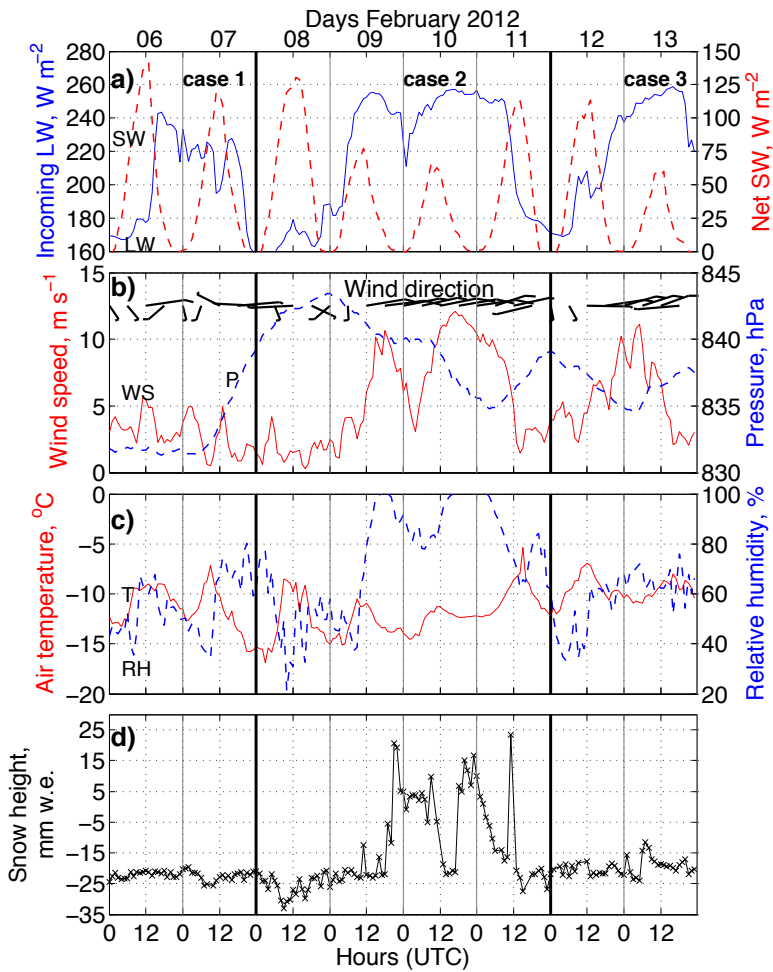 Days February 2012
06 07 08 09 10 11 12 13
a) case 1 case 2 case 3
Incoming LW, W m⁻²
280
260
240
220
200
180
160
SW
LW
Net SW, W m⁻²
150
125
100
75
50
25
0
b) Wind direction
Wind speed, m s⁻¹
15
10
5
0
WS
P
Pressure, hPa
845
840
835
830
c)
Air temperature, °C
0
−5
−10
−15
−20
T
RH
Relative humidity, %
100
80
60
40
20
d)
Snow height,
mm w.e.
25
15
5
−5
−15
−25
−35
0 12 0 12 0 12 0 12 0 12 0 12 0 12 0 12
Hours (UTC)